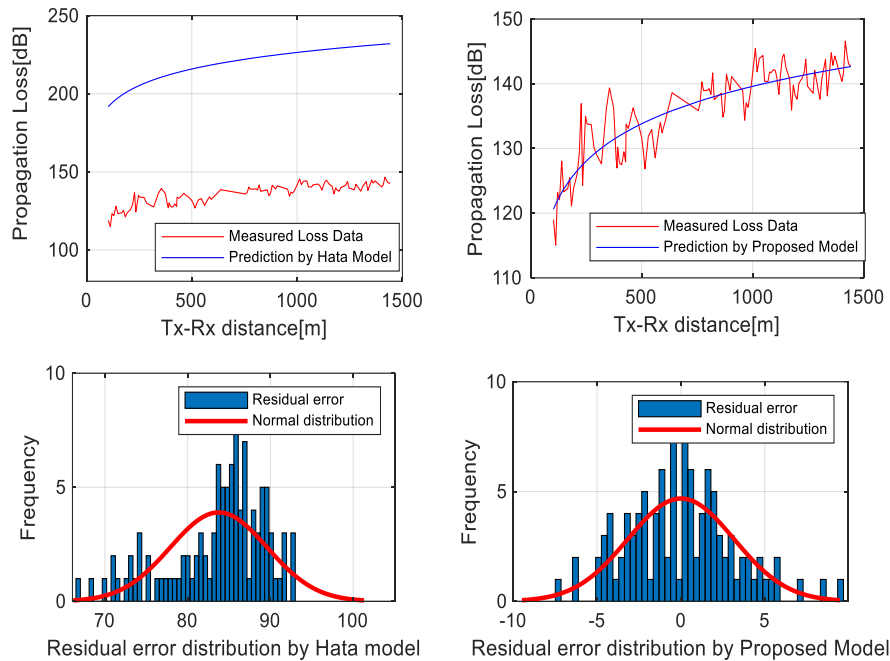 250
200
150
100
Propagation Loss[dB]
Measured Loss Data
Prediction by Hata Model
0
500
1000
1500
Tx-Rx distance[m]
150
140
130
120
110
Propagation Loss[dB]
Measured Loss Data
Prediction by Proposed Model
0
500
1000
1500
Tx-Rx distance[m]
10
5
0
Frequency
Residual error
Normal distribution
70
80
90
100
Residual error distribution by Hata model
10
5
0
Frequency
Residual error
Normal distribution
-10
-5
0
5
Residual error distribution by Proposed Model